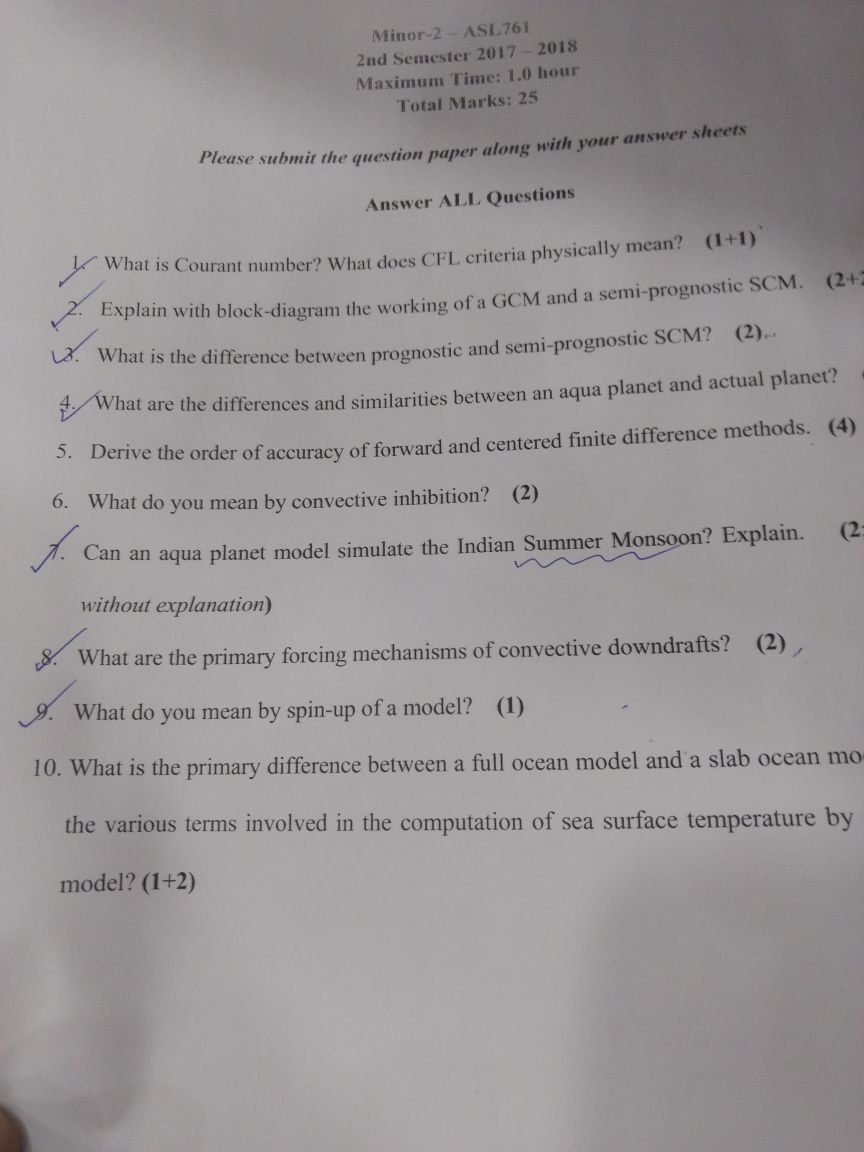 Minor-2 – ASL761
2nd Semester 2017 – 2018
Maximum Time: 1.0 hour
Total Marks: 25
Please submit the question paper along with your answer sheets
Answer ALL Questions
1. What is Courant number? What does CFL criteria physically mean? (1+1)
2. Explain with block-diagram the working of a GCM and a semi-prognostic SCM. (2+
3. What is the difference between prognostic and semi-prognostic SCM? (2)
4. What are the differences and similarities between an aqua planet and actual planet?
5. Derive the order of accuracy of forward and centered finite difference methods. (4)
6. What do you mean by convective inhibition? (2)
7. Can an aqua planet model simulate the Indian Summer Monsoon? Explain. (2
without explanation)
8. What are the primary forcing mechanisms of convective downdrafts? (2)
9. What do you mean by spin-up of a model? (1)
10. What is the primary difference between a full ocean model and a slab ocean mo
the various terms involved in the computation of sea surface temperature by
model? (1+2)